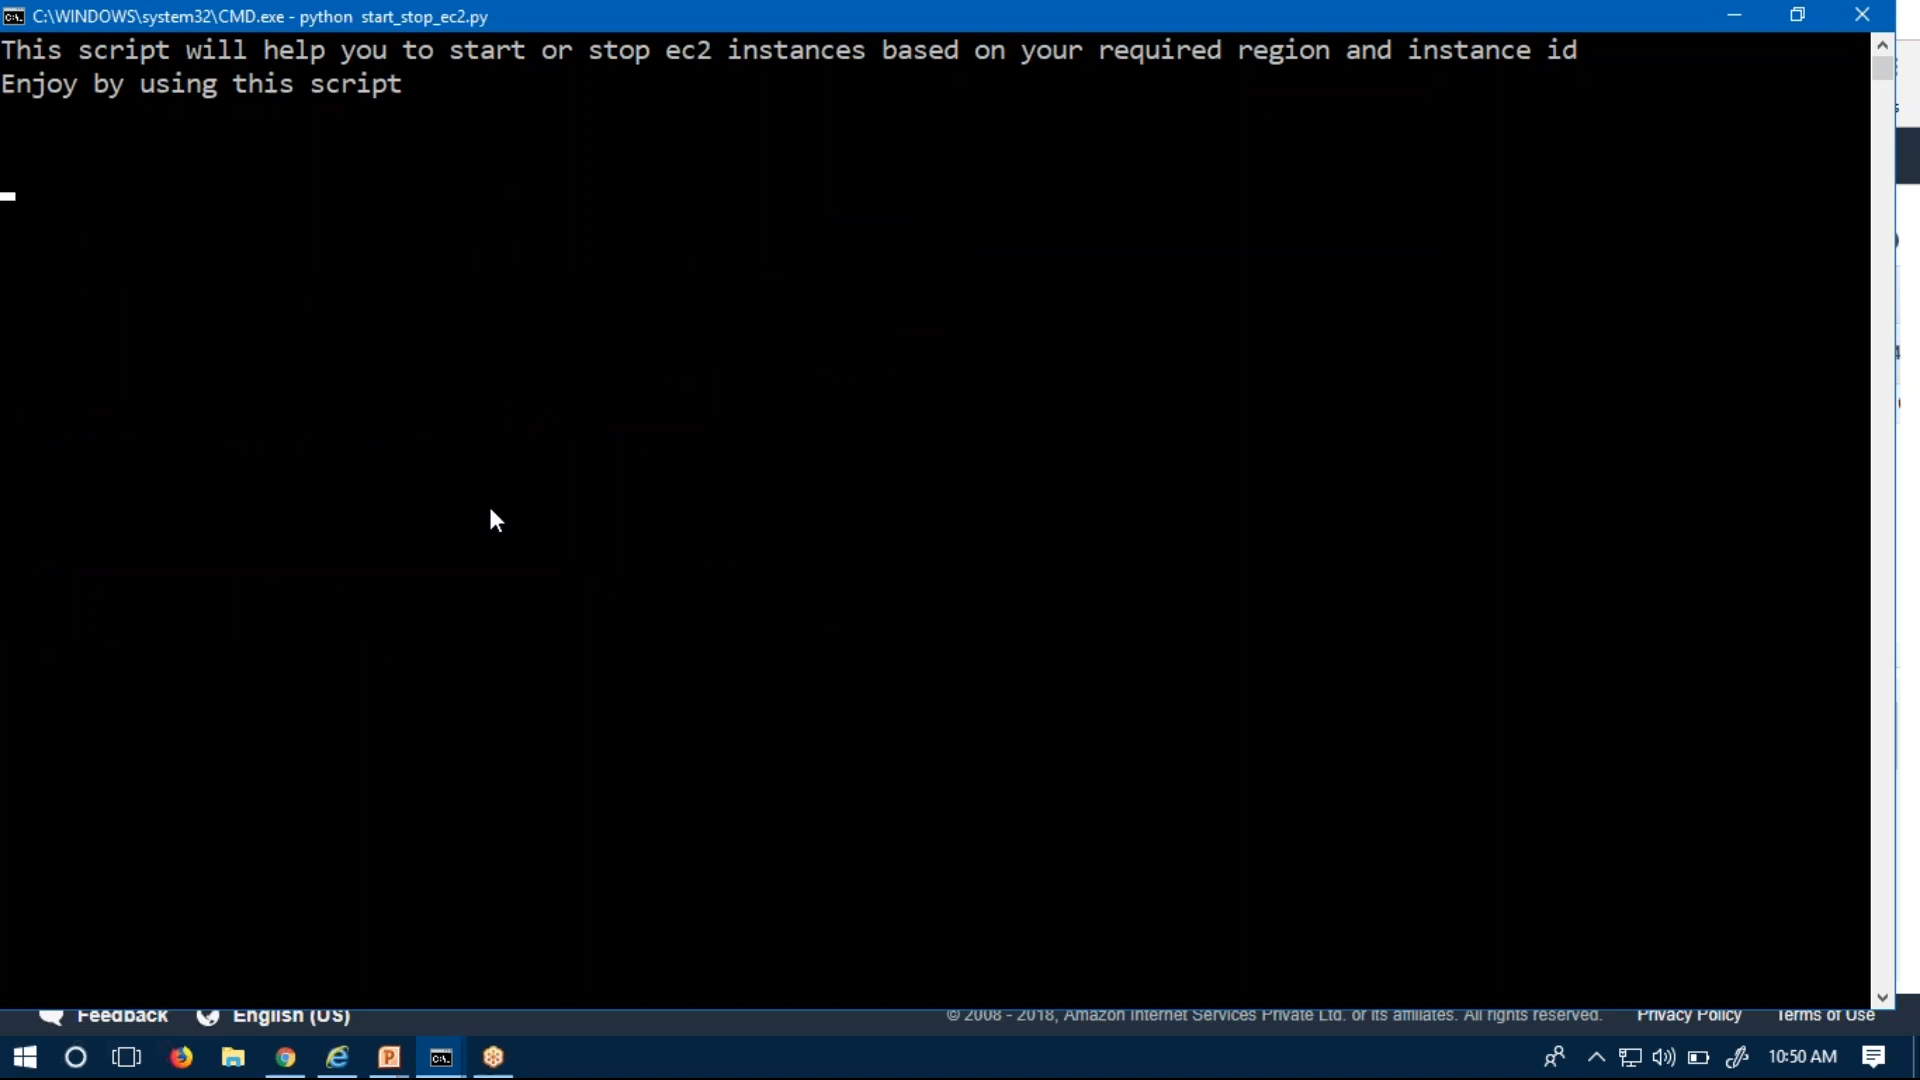 C:\WINDOWS\system32\CMD.exe - python start_stop_ec2.py
This script will help you to start or stop ec2 instances based on your required region and instance id
Enjoy by using this script
Feedback English (US) © 2008 - 2018, Amazon Internet Services Private Ltd. or its affiliates. All rights reserved. Privacy Policy Terms of Use
10:50 AM